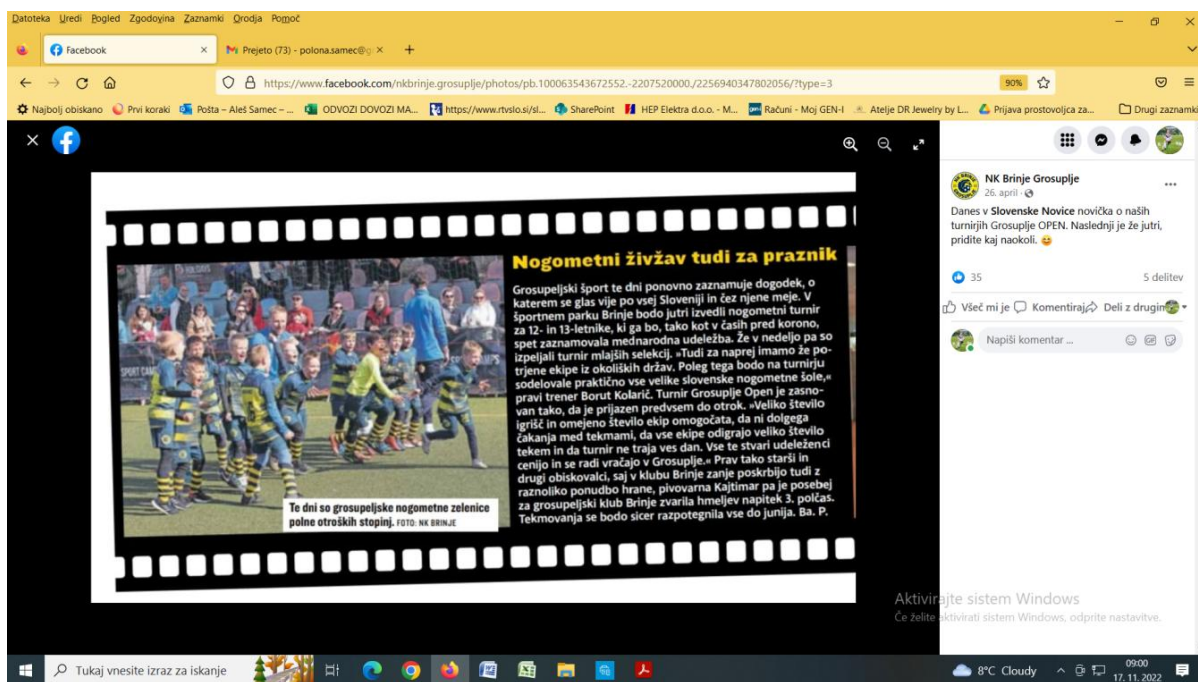 Datoteka Uredi Pogled Zgodovina Zaznamki Orodja Pomoč
Facebook
Prejeto (73) - polona.samec@g
https://www.facebook.com/nkbrinje.grosuplje/photos/pb.100063543672552.-2207520000./2256940347802056/?type=3
90%
Najbolj obiskano Prvi koraki Pošta – Aleš Samec – ... ODVOZI DOVOZI MA... https://www.rtvslo.si/sl... SharePoint HEP Elektra d.o.o. - M... Računi - Moj GEN-I Atelje DR Jewelry by L... Prijava prostovoljca za... Drugi zaznamki
Nogometni živžav tudi za praznik
Grosupeljski šport te dni ponovno zaznamuje dogodek, o
katerem se glas vije po vsej Sloveniji in čez njene meje. V
športnem parku Brinje bodo jutri izvedli nogometni turnir
za 12- in 13-letnike, ki ga bo, tako kot v časih pred korono,
spet zaznamovala mednarodna udeležba. Že v nedeljo pa so
izpeljali turnir mlajših selekcij. »Tudi za naprej imamo že po-
trjene ekipe iz okoliških držav. Poleg tega bodo na turnirju
sodelovale praktično vse velike slovenske nogometne šole,«
pravi trener Borut Kolarič. Turnir Grosuplje Open je zasno-
van tako, da je prijazen predvsem do otrok. »Veliko število
igrišč in omejeno število ekip omogočata, da ni dolgega
čakanja med tekmami, da vse ekipe odigrajo veliko število
tekem in da turnir ne traja ves dan. Vse te stvari udeleženci
cenijo in se radi vračajo v Grosuplje.« Prav tako starši in
drugi obiskovalci, saj v klubu Brinje zanje poskrbijo tudi z
raznoliko ponudbo hrane, pivovarna Kajtimar pa je posebej
za grosupeljski klub Brinje zvarila hmeljev napitek 3. polčas.
Tekmovanja se bodo sicer razpotegnila vse do junija. Ba. P.
Te dni so grosupeljske nogometne zelenice
polne otroških stopinj. FOTO: NK BRINJE
NK Brinje Grosuplje
26. april
Danes v Slovenske Novice novička o naših
turnirjih Grosuplje OPEN. Naslednji je že jutri,
pridite kaj naokoli.
35
5 delitev
Všeč mi je Komentiraj Deli z drugim
Napiši komentar ...
Aktivirajte sistem Windows
Če želite aktivirati sistem Windows, odprite nastavitve.
Tukaj vnesite izraz za iskanje
8°C Cloudy
09:00
17. 11. 2022